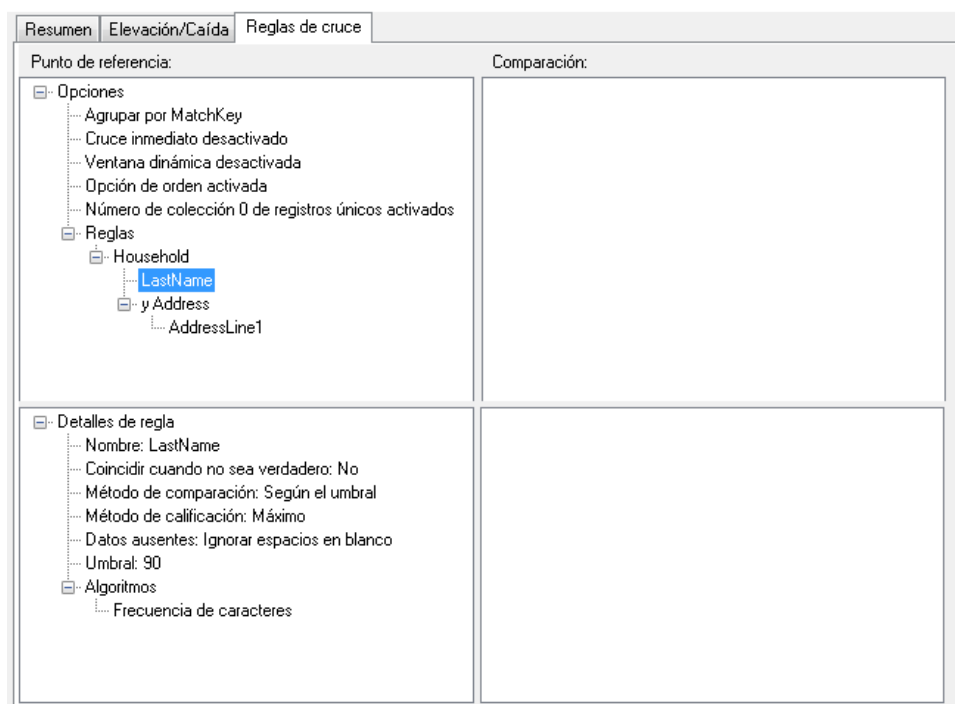 Resumen Elevación/Caída Reglas de cruce
Punto de referencia: Comparación:
Opciones
Agrupar por MatchKey
Cruce inmediato desactivado
Ventana dinámica desactivada
Opción de orden activada
Número de colección 0 de registros únicos activados
Reglas
Household
LastName
y Address
AddressLine1
Detalles de regla
Nombre: LastName
Coincidir cuando no sea verdadero: No
Método de comparación: Según el umbral
Método de calificación: Máximo
Datos ausentes: Ignorar espacios en blanco
Umbral: 90
Algoritmos
Frecuencia de caracteres